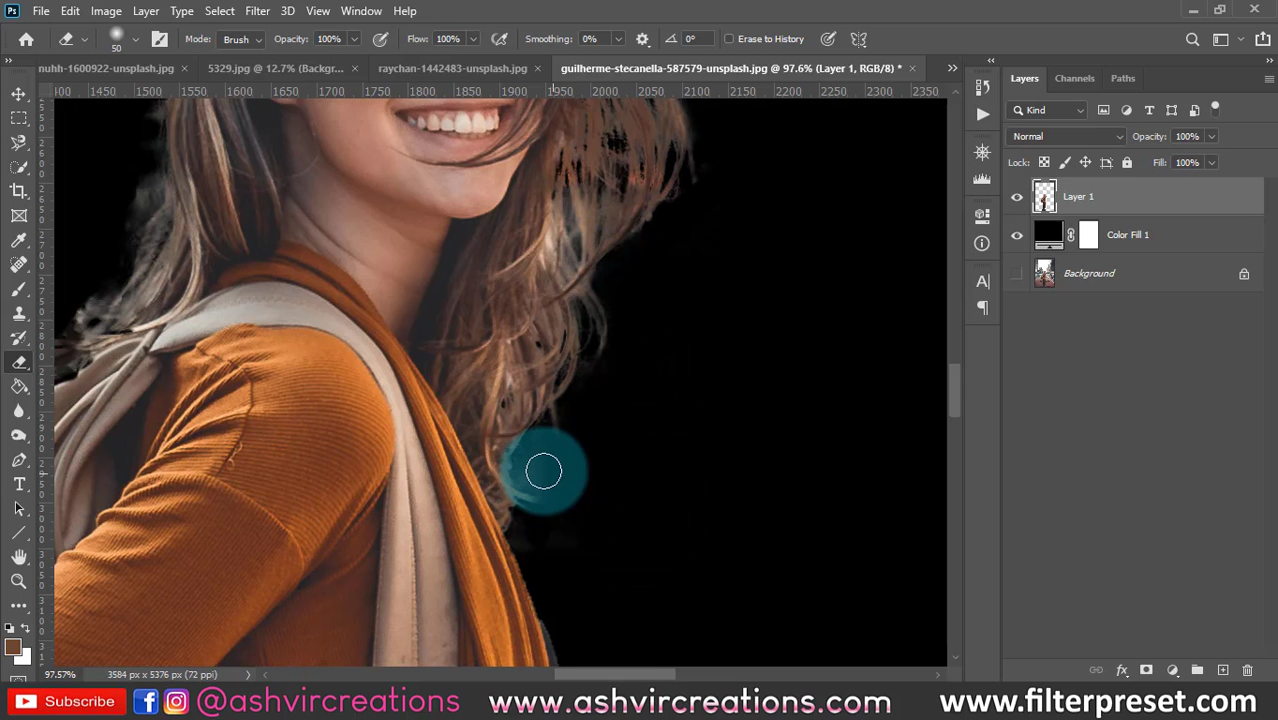 Ps File Edit Image Layer Type Select Filter 3D View Window Help
50 Mode: Brush Opacity: 100% Flow: 100% Smoothing: 0% 0° Erase to History
nuhh-1600922-unsplash.jpg × 5329.jpg @ 12.7% (Backgr... × raychan-1442483-unsplash.jpg × guilherme-stecanella-587579-unsplash.jpg @ 97.6% (Layer 1, RGB/8) * ×
Layers Channels Paths
1450 1500 1550 1600 1650 1700 1750 1800 1850 1900 1950 2000 2050 2100 2150 2200 2250 2300 2350
Kind
Normal Opacity: 100%
Lock: Fill: 100%
Layer 1
Color Fill 1
Background
97.57% 3584 px x 5376 px (72 ppi)
Subscribe @ashvircreations www.ashvircreations.com www.filterpreset.com